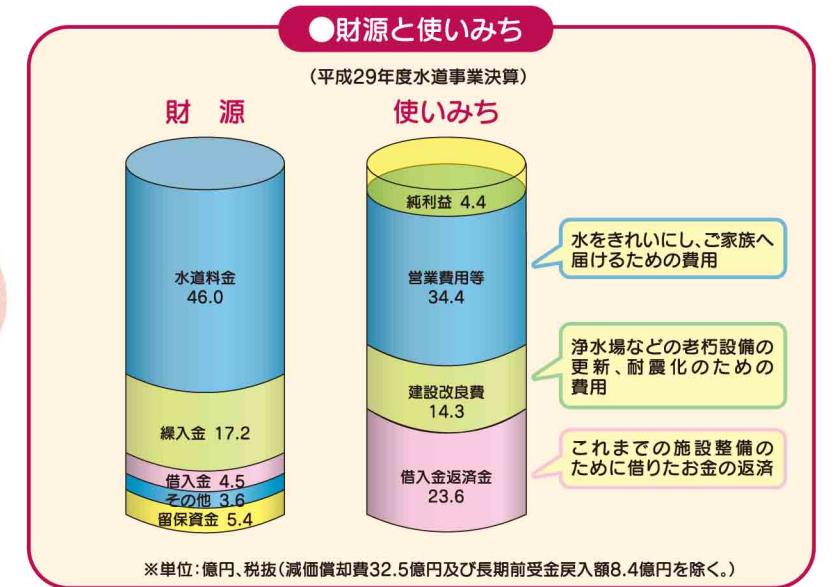 ●財源と使いみち
(平成29年度水道事業決算)
財 源
使いみち
水道料金
46.0
繰入金 17.2
借入金 4.5
その他 3.6
留保資金 5.4
純利益 4.4
営業費用等
34.4
建設改良費
14.3
借入金返済金
23.6
水をきれいにし、ご家族へ
届けるための費用
浄水場などの老朽設備の
更新、耐震化のための
費用
これまでの施設整備の
ために借りたお金の返済
※単位:億円、税抜(減価償却費32.5億円及び長期前受金戻入額8.4億円を除く。)